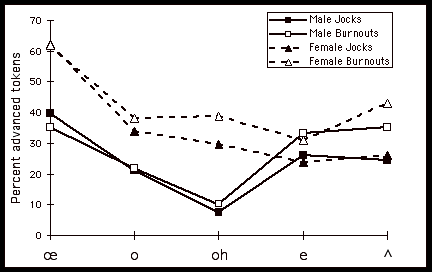 Male Jocks
Male Burnouts
Female Jocks
Female Burnouts
Percent advanced tokens
70
60
50
40
30
20
10
0
œ o oh e ^